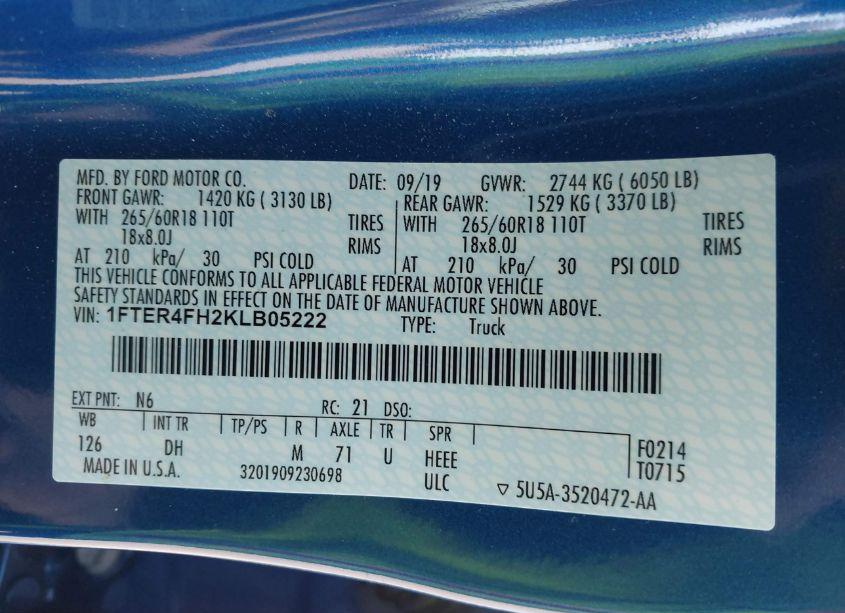 MFD. BY FORD MOTOR CO. DATE: 09/19 GVWR: 2744 KG ( 6050 LB)
FRONT GAWR: 1420 KG ( 3130 LB) REAR GAWR: 1529 KG ( 3370 LB)
WITH 265/60R18 110T TIRES WITH 265/60R18 110T TIRES
18x8.0J RIMS 18x8.0J RIMS
AT 210 kPa/ 30 PSI COLD AT 210 kPa/ 30 PSI COLD
THIS VEHICLE CONFORMS TO ALL APPLICABLE FEDERAL MOTOR VEHICLE
SAFETY STANDARDS IN EFFECT ON THE DATE OF MANUFACTURE SHOWN ABOVE.
VIN: 1FTER4FH2KLB05222 TYPE: Truck
EXT PNT: N6 RC: 21 DSO:
WB INT TR TP/PS R AXLE TR SPR
126 DH M 71 U HEEE F0214
MADE IN U.S.A. 3201909230698 ULC T0715
▽ 5U5A-3520472-AA